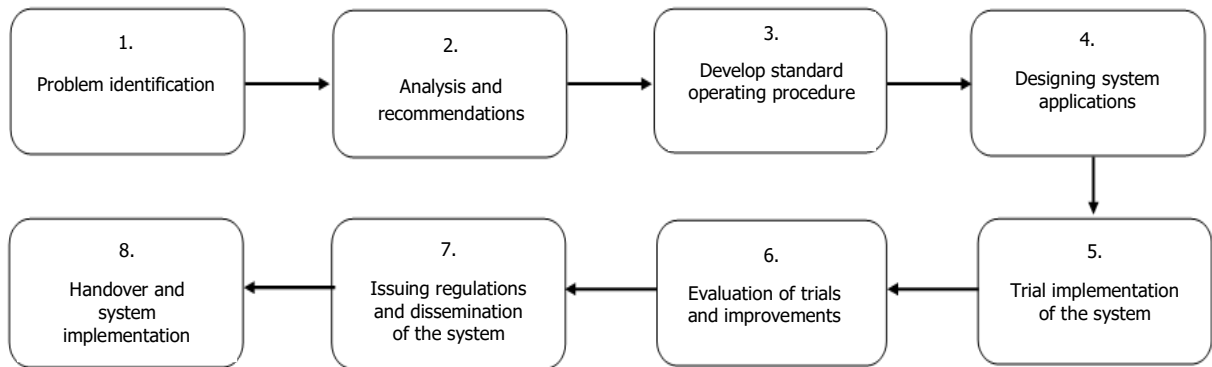 1.
Problem identification
2.
Analysis and
recommendations
3.
Develop standard
operating procedure
4.
Designing system
applications
5.
Trial implementation
of the system
6.
Evaluation of trials
and improvements
7.
Issuing regulations
and dissemination
of the system
8.
Handover and
system
implementation